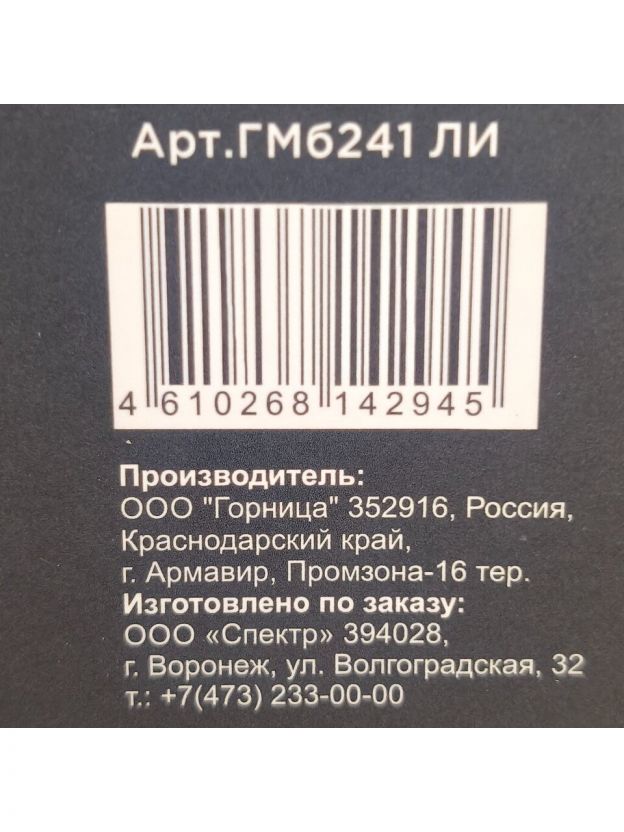 Арт.ГМ6241 ЛИ
4 610268 142945
Производитель:
ООО "Горница" 352916, Россия,
Краснодарский край,
г. Армавир, Промзона-16 тер.
Изготовлено по заказу:
ООО «Спектр» 394028,
г. Воронеж, ул. Волгоградская, 32
т.: +7(473) 233-00-00